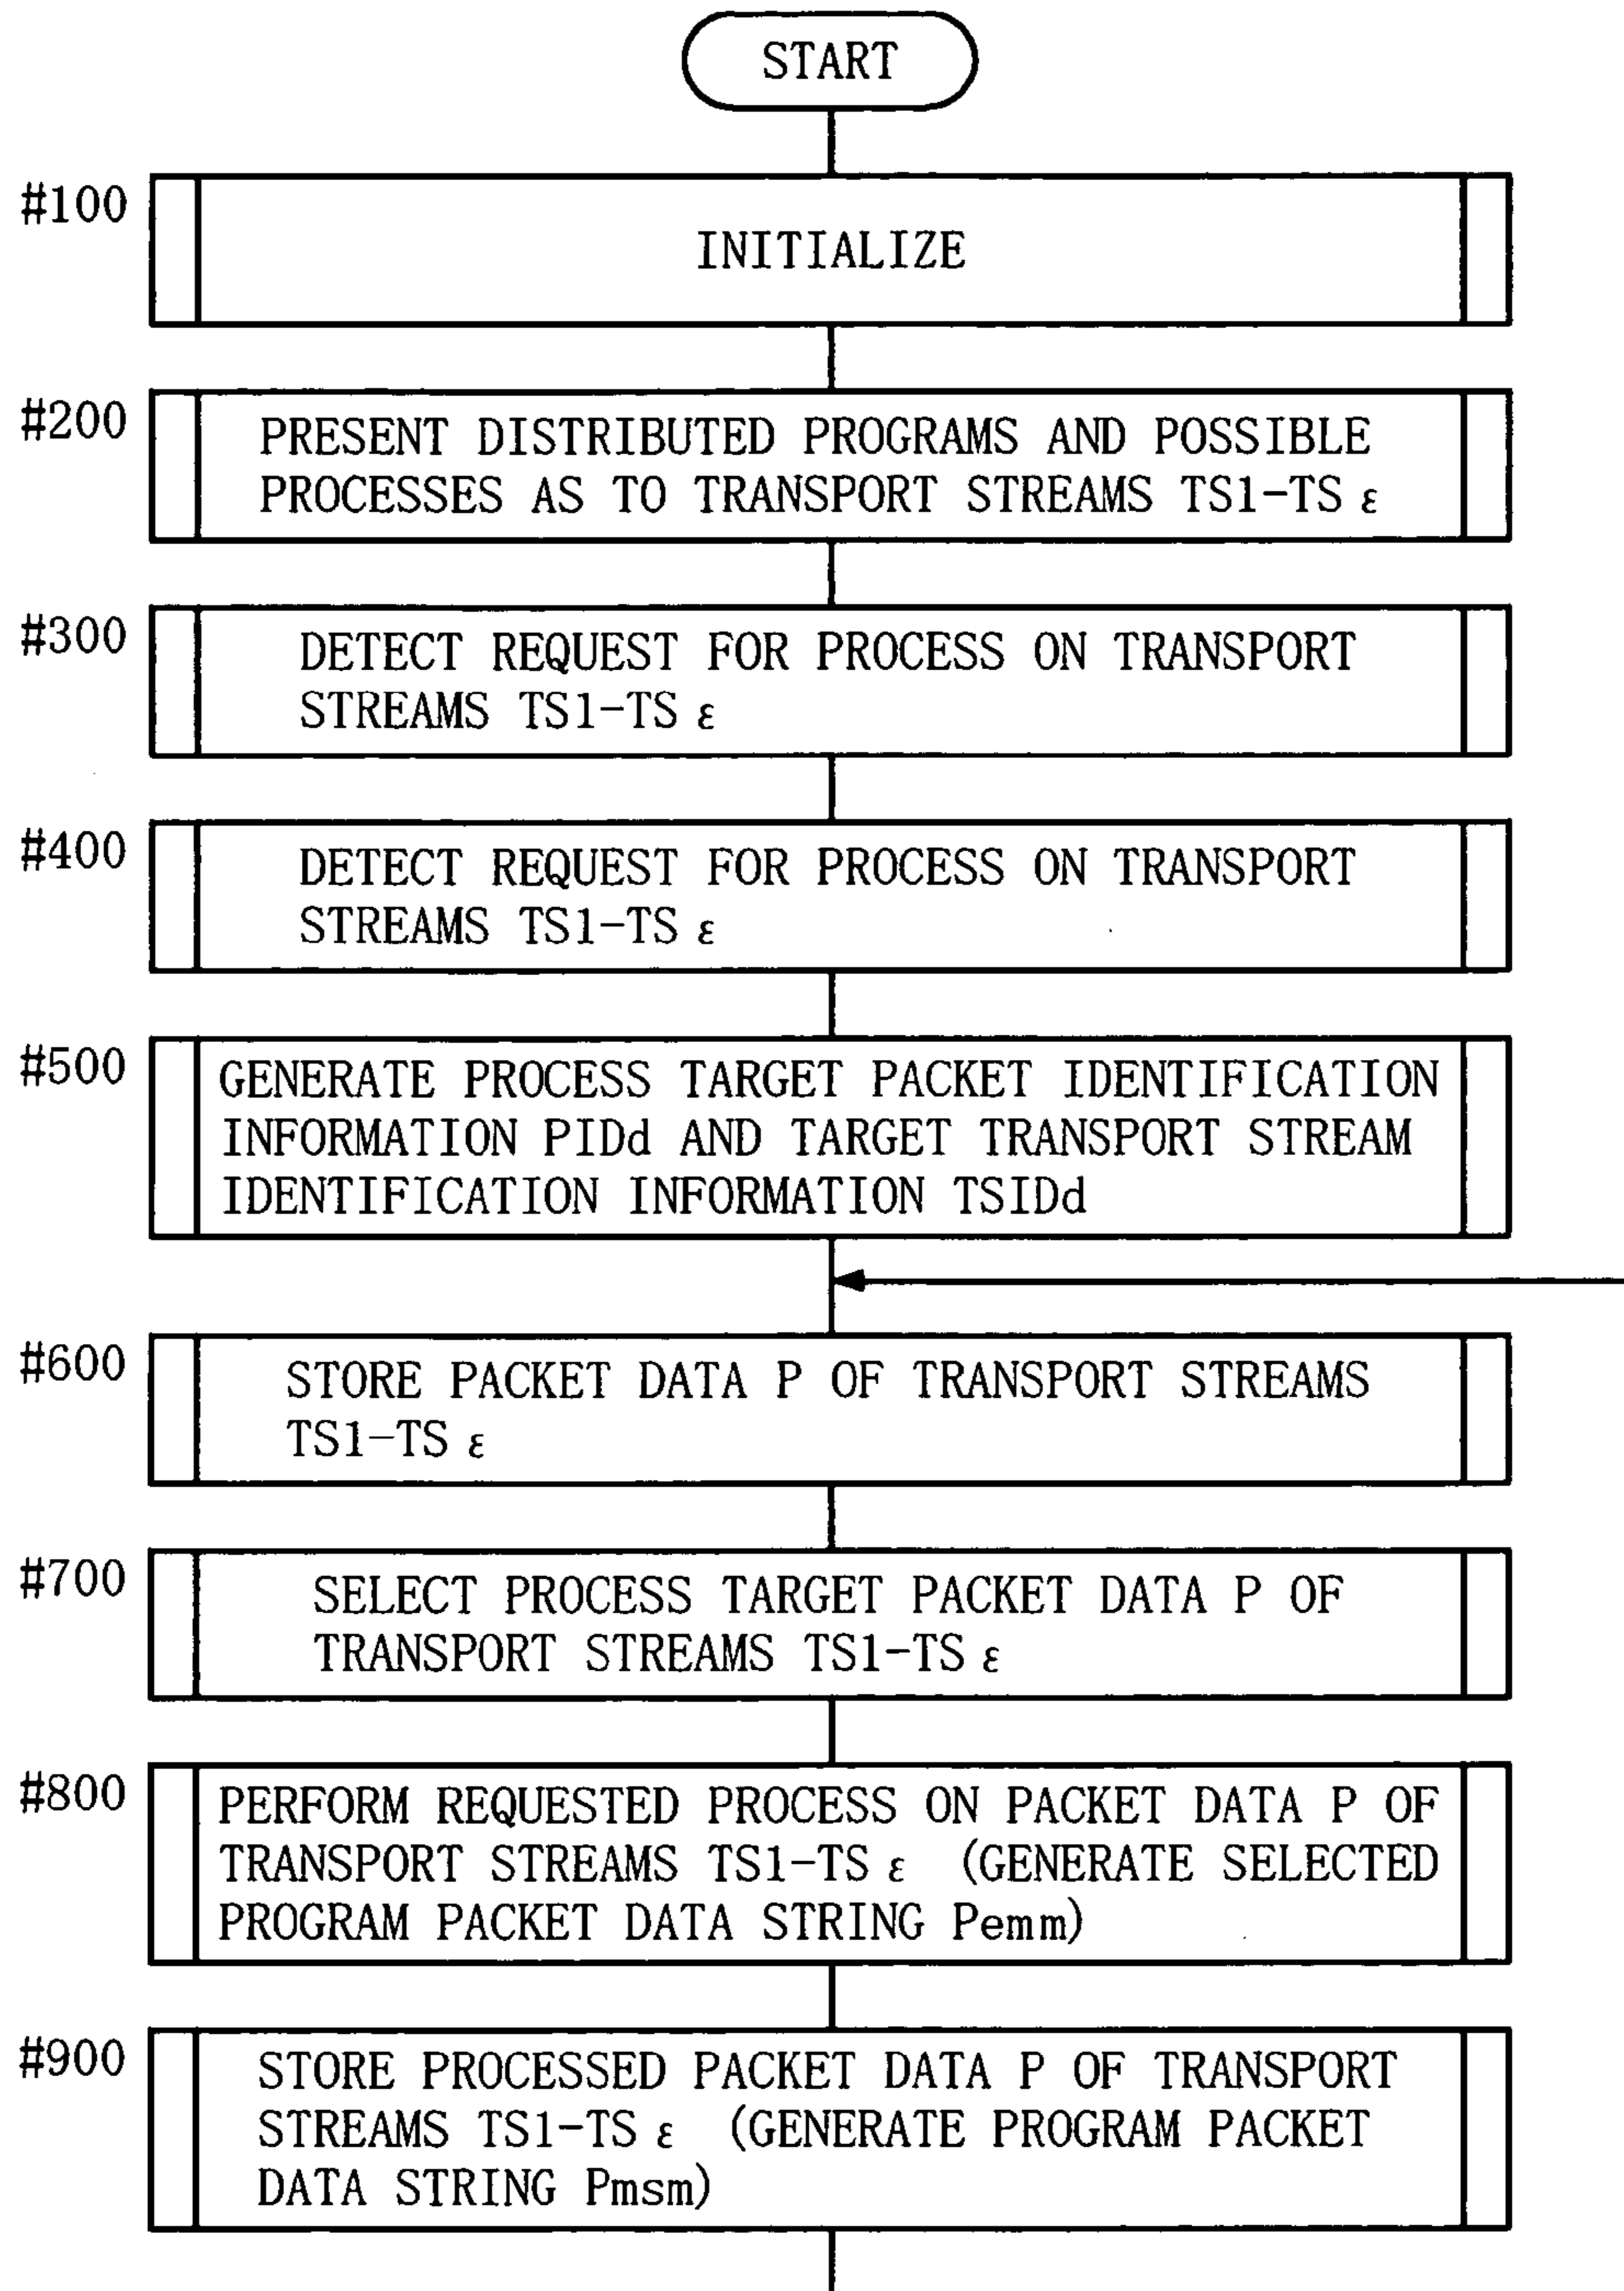 START
#100
INITIALIZE
#200
PRESENT DISTRIBUTED PROGRAMS AND POSSIBLE
PROCESSES AS TO TRANSPORT STREAMS TS1-TS ε
#300
DETECT REQUEST FOR PROCESS ON TRANSPORT
STREAMS TS1-TS ε
#400
DETECT REQUEST FOR PROCESS ON TRANSPORT
STREAMS TS1-TS ε
#500
GENERATE PROCESS TARGET PACKET IDENTIFICATION
INFORMATION PIDd AND TARGET TRANSPORT STREAM
IDENTIFICATION INFORMATION TSIDd
#600
STORE PACKET DATA P OF TRANSPORT STREAMS
TS1-TS ε
#700
SELECT PROCESS TARGET PACKET DATA P OF
TRANSPORT STREAMS TS1-TS ε
#800
PERFORM REQUESTED PROCESS ON PACKET DATA P OF
TRANSPORT STREAMS TS1-TS ε (GENERATE SELECTED
PROGRAM PACKET DATA STRING Pemm)
#900
STORE PROCESSED PACKET DATA P OF TRANSPORT
STREAMS TS1-TS ε (GENERATE PROGRAM PACKET
DATA STRING Pmsm)